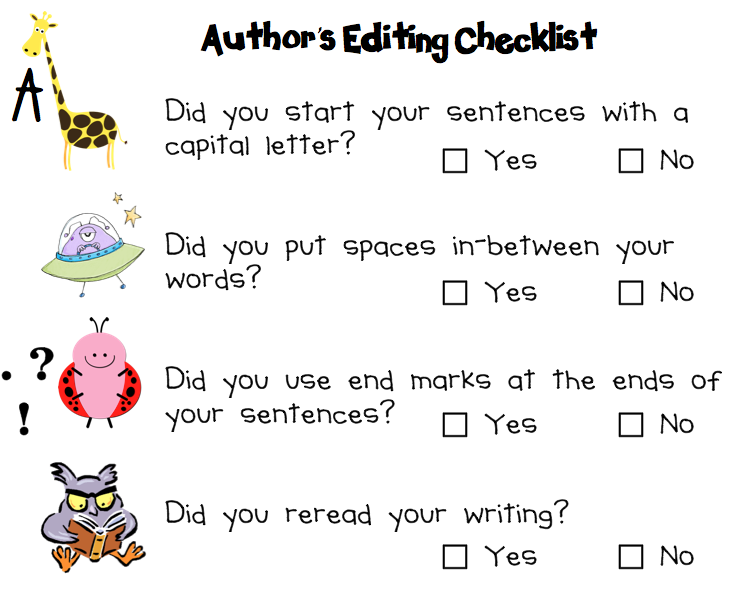 Author's Editing Checklist
A
Did you start your sentences with a
capital letter?
Yes No
Did you put spaces in-between your
words?
Yes No
. ?
!
Did you use end marks at the ends of
your sentences?
Yes No
Did you reread your writing?
Yes No